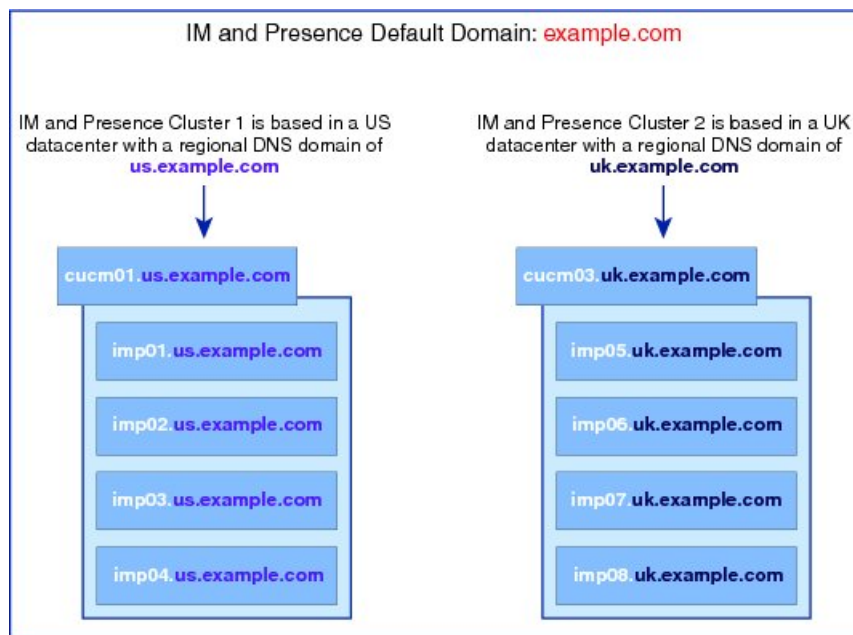 IM and Presence Default Domain: example.com
IM and Presence Cluster 1 is based in a US
datacenter with a regional DNS domain of
us.example.com
cucm01.us.example.com
imp01.us.example.com
imp02.us.example.com
imp03.us.example.com
imp04.us.example.com
IM and Presence Cluster 2 is based in a UK
datacenter with a regional DNS domain of
uk.example.com
cucm03.uk.example.com
imp05.uk.example.com
imp06.uk.example.com
imp07.uk.example.com
imp08.uk.example.com